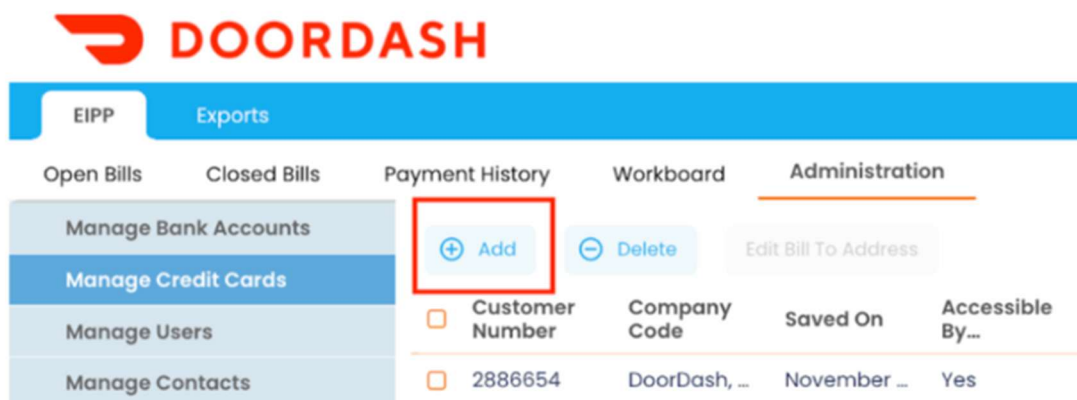 DOORDASH
EIPP Exports
Open Bills Closed Bills Payment History Workboard Administration
Manage Bank Accounts
Manage Credit Cards
Manage Users
Manage Contacts
Add Delete Edit Bill To Address
Customer Number Company Code Saved On Accessible By...
2886654 DoorDash, ... November ... Yes